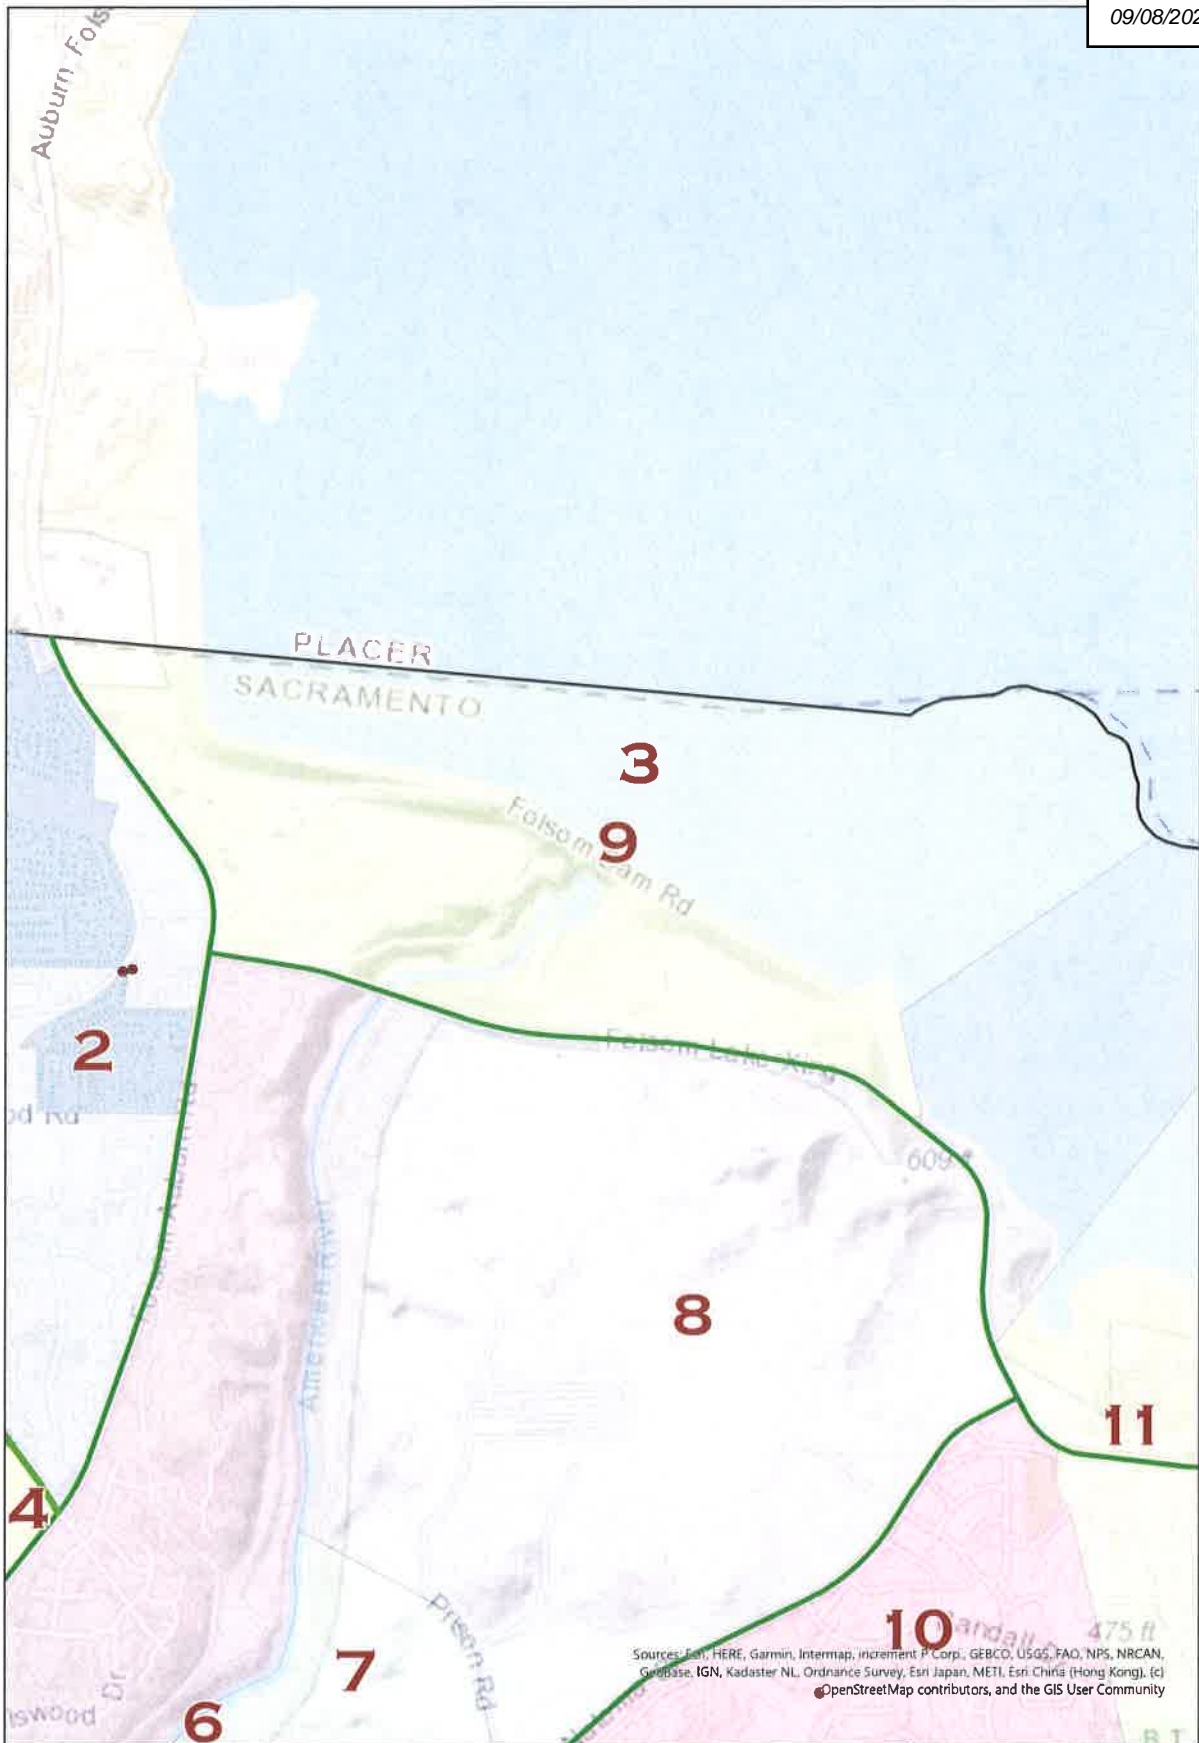 09/08/202
Auburn Fols
PLACER
SACRAMENTO
3
Folsom Dam Rd
9
2
od Rd
Folsom Lake Xing
Folsom Auburn Rd
609 ft
American River
8
11
4
10
Randall
475 ft
Prison Rd
7
Sources: Esri, HERE, Garmin, Intermap, increment P Corp., GEBCO, USGS, FAO, NPS, NRCAN,
GeoBase, IGN, Kadaster NL, Ordnance Survey, Esri Japan, METI, Esri China (Hong Kong), (c)
OpenStreetMap contributors, and the GIS User Community
Dr
lswood
6
B T